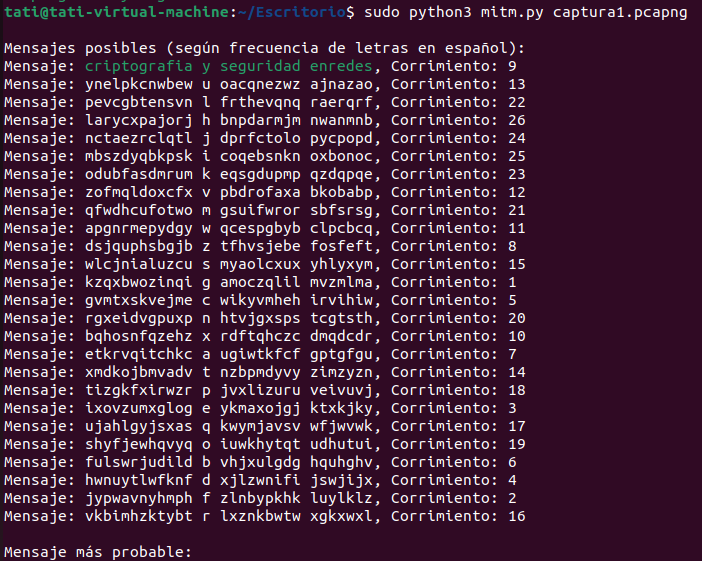 tati@tati-virtual-machine:~/Escritorio$ sudo python3 mitm.py captura1.pcapng
Mensajes posibles (según frecuencia de letras en español):
Mensaje: criptografia y seguridad enredes, Corrimiento: 9
Mensaje: ynelpkcnwbew u oacqnezwz ajnazao, Corrimiento: 13
Mensaje: pevcgbtensvn l frthevqnq raerqrf, Corrimiento: 22
Mensaje: larycxpajorj h bnpdarmjm nwanmnb, Corrimiento: 26
Mensaje: nctaezrclqtl j dprfctolo pycpopd, Corrimiento: 24
Mensaje: mbszdyqbkpsk i coqebsnkn oxbonoc, Corrimiento: 25
Mensaje: odubfasdmrum k eqsgdupmp qzdqpqe, Corrimiento: 23
Mensaje: zofmqldoxcfx v pbdrofaxa bkobabp, Corrimiento: 12
Mensaje: qfwdhcufotwo m gsuifwror sbfsrsg, Corrimiento: 21
Mensaje: apgnrmepydgy w qcespgbyb clpcbcq, Corrimiento: 11
Mensaje: dsjquphsbgjb z tfhvsjebe fosfeft, Corrimiento: 8
Mensaje: wlcjnialuzcu s myaolcxux yhlyxym, Corrimiento: 15
Mensaje: kzqxbwozinqi g amoczqlil mvzmlma, Corrimiento: 1
Mensaje: gvmtxskvejme c wikyvmheh irvihiw, Corrimiento: 5
Mensaje: rgxeidvgpuxp n htvjgxsps tcgtsth, Corrimiento: 20
Mensaje: bqhosnfqzehz x rdftqhczc dmqdcdr, Corrimiento: 10
Mensaje: etkrvqitchkc a ugiwtkfcf gptgfgu, Corrimiento: 7
Mensaje: xmdkojbmvadv t nzbpmdyvy zimzyzn, Corrimiento: 14
Mensaje: tizgkfxirwzr p jvxlizuru veivuvj, Corrimiento: 18
Mensaje: ixovzumxglog e ykmaxojgj ktxkjky, Corrimiento: 3
Mensaje: ujahlgyjsxas q kwymjavsv wfjwvwk, Corrimiento: 17
Mensaje: shyfjewhqvyq o iuwkhytqt udhutui, Corrimiento: 19
Mensaje: fulswrjudild b vhjxulgdg hquhghv, Corrimiento: 6
Mensaje: hwnuytlwfknf d xjlzwnifi jswjijx, Corrimiento: 4
Mensaje: jypwavnyhmph f zlnbypkhk luylklz, Corrimiento: 2
Mensaje: vkbimhzktybt r lxznkbwtw xgkxwxl, Corrimiento: 16
Mensaje más probable: